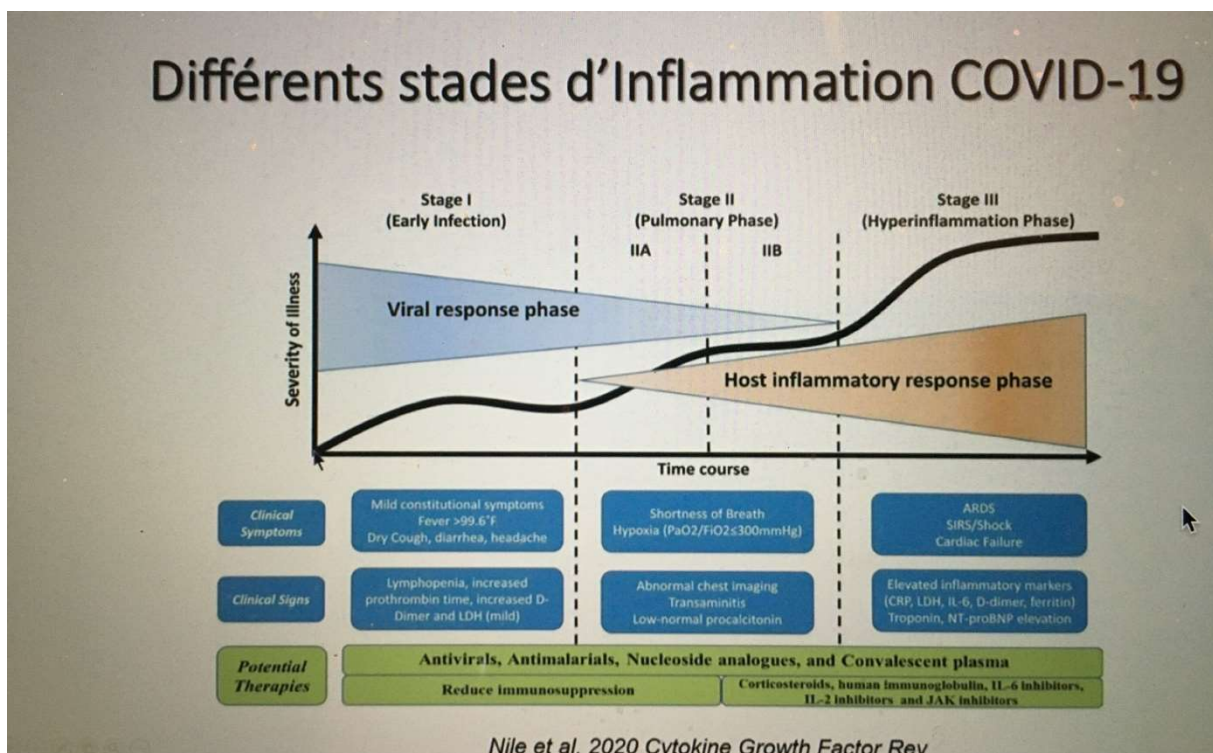 Différents stades d'Inflammation COVID-19
Stage I
(Early Infection)
Stage II
(Pulmonary Phase)
Stage III
(Hyperinflammation Phase)
IIA
IIB
Severity of Illness
Viral response phase
Host inflammatory response phase
Time course
Clinical
Symptoms
Mild constitutional symptoms
Fever >99.6°F
Dry Cough, diarrhea, headache
Shortness of Breath
Hypoxia (PaO2/FiO2≤300mmHg)
ARDS
SIRS/Shock
Cardiac Failure
Clinical Signs
Lymphopenia, increased
prothrombin time, increased D-
Dimer and LDH (mild)
Abnormal chest imaging
Transaminitis
Low-normal procalcitonin
Elevated inflammatory markers
(CRP, LDH, IL-6, D-dimer, ferritin)
Troponin, NT-proBNP elevation
Potential
Therapies
Antivirals, Antimalarials, Nucleoside analogues, and Convalescent plasma
Reduce immunosuppression
Corticosteroids, human immunoglobulin, IL-6 inhibitors,
IL-2 inhibitors and JAK inhibitors
Nile et al. 2020 Cytokine Growth Factor Rev